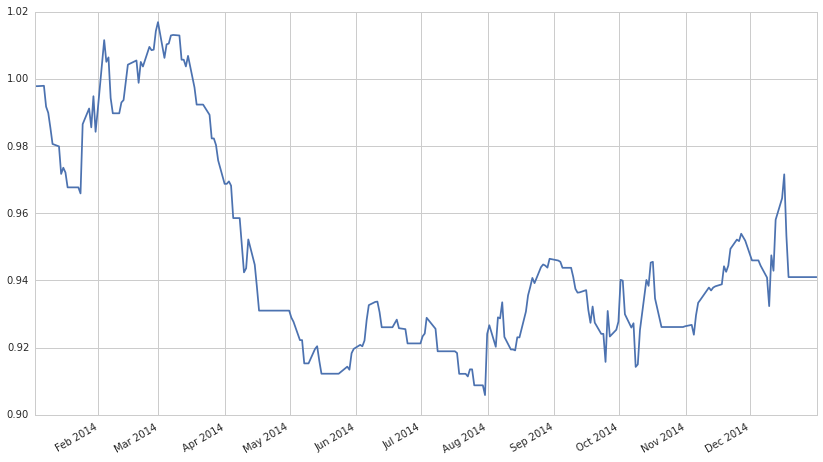 1.02
1.00
0.98
0.96
0.94
0.92
0.90
Feb 2014
Mar 2014
Apr 2014
May 2014
Jun 2014
Jul 2014
Aug 2014
Sep 2014
Oct 2014
Nov 2014
Dec 2014